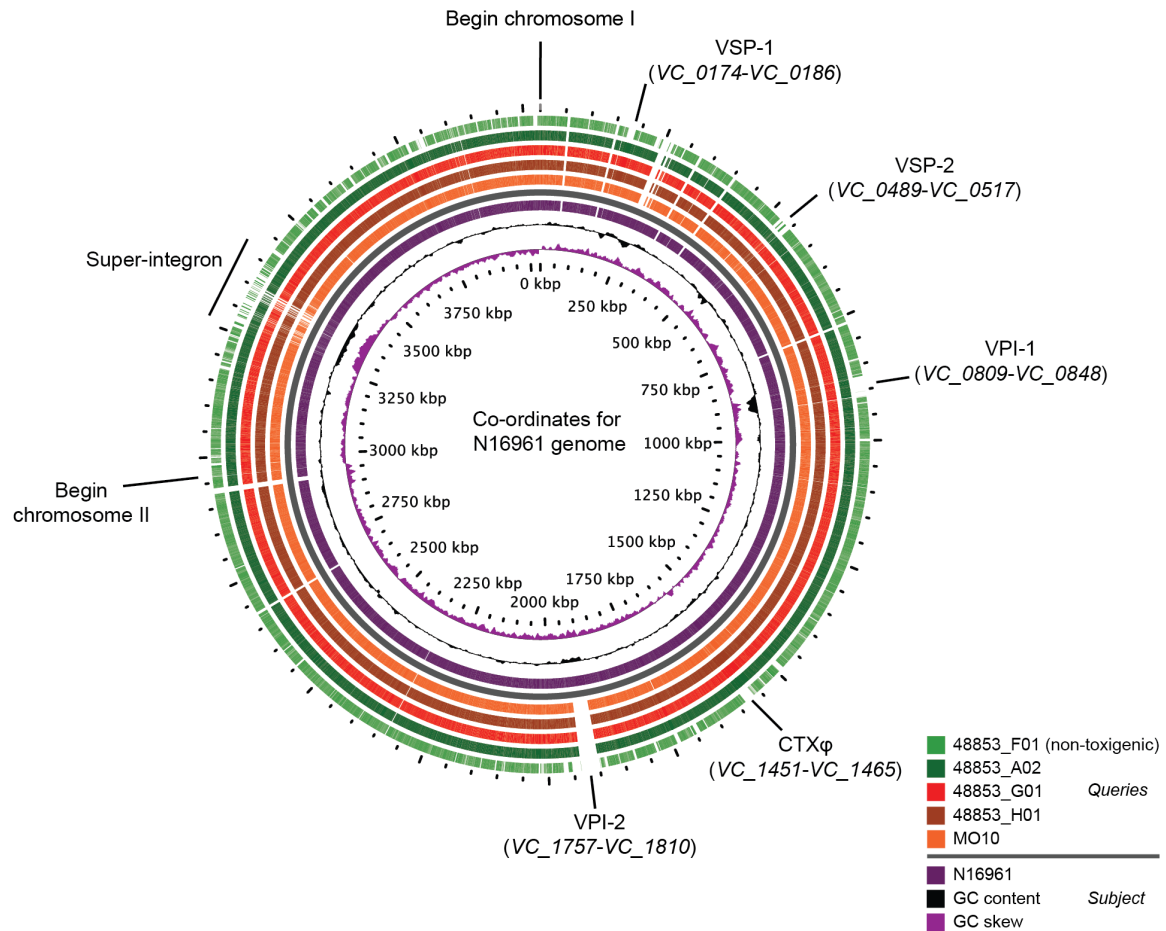 Begin chromosome I
VSP-1
(VC_0174-VC_0186)
VSP-2
(VC_0489-VC_0517)
Super-integron
VPI-1
(VC_0809-VC_0848)
Begin
chromosome II
CTXφ
(VC_1451-VC_1465)
VPI-2
(VC_1757-VC_1810)
0 kbp
250 kbp
500 kbp
750 kbp
1000 kbp
1250 kbp
1500 kbp
1750 kbp
2000 kbp
2250 kbp
2500 kbp
2750 kbp
3000 kbp
3250 kbp
3500 kbp
3750 kbp
Co-ordinates for
N16961 genome
48853_F01 (non-toxigenic)
48853_A02
48853_G01 Queries
48853_H01
MO10
N16961
GC content Subject
GC skew